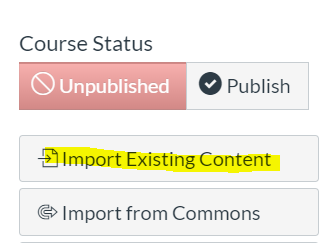 Course Status
Unpublished Publish
Import Existing Content
Import from Commons